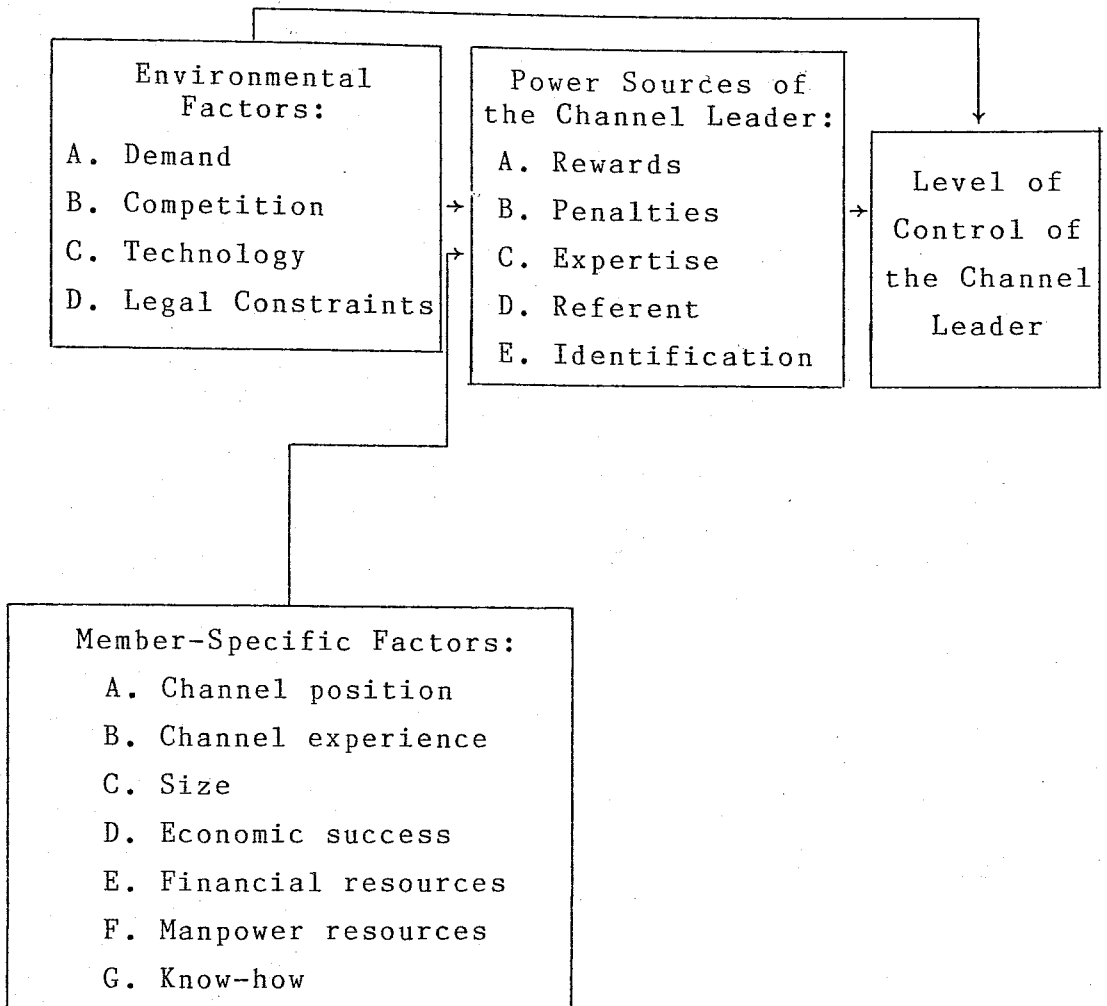 Environmental
Factors:
A. Demand
B. Competition
C. Technology
D. Legal Constraints
Power Sources of
the Channel Leader:
A. Rewards
B. Penalties
C. Expertise
D. Referent
E. Identification
Level of
Control of
the Channel
Leader
Member-Specific Factors:
A. Channel position
B. Channel experience
C. Size
D. Economic success
E. Financial resources
F. Manpower resources
G. Know-how